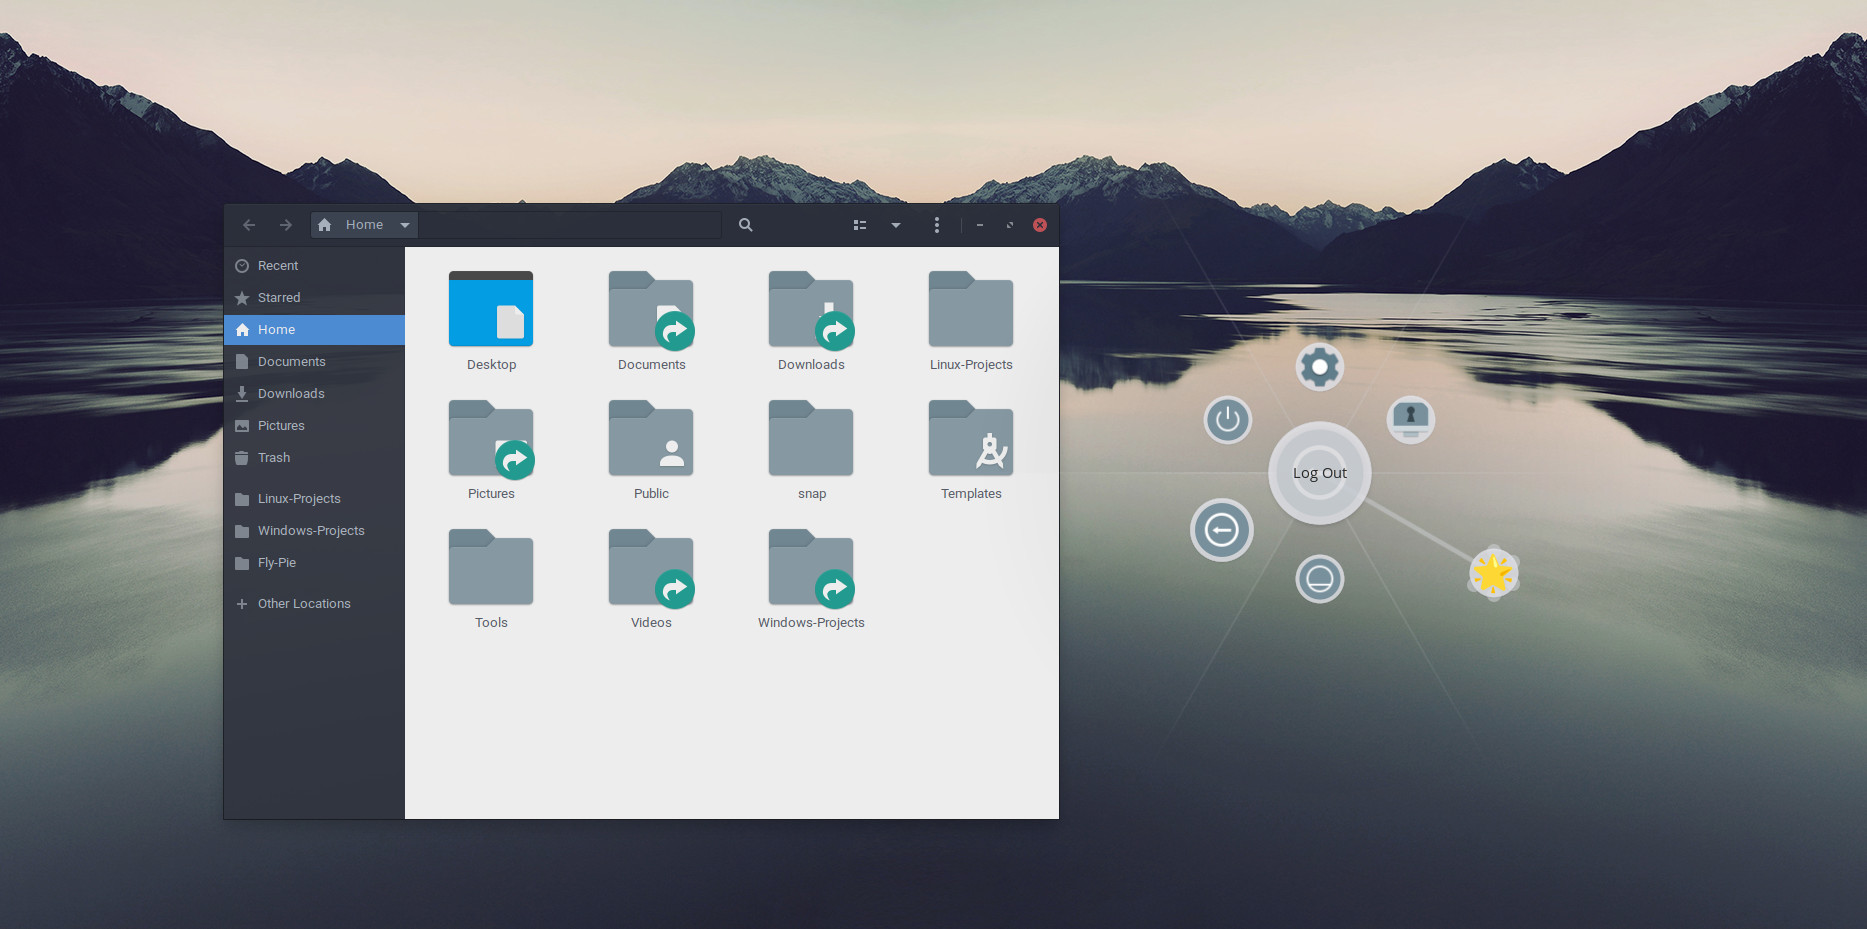 Home
Recent
Starred
Home
Documents
Downloads
Pictures
Trash
Linux-Projects
Windows-Projects
Fly-Pie
Other Locations
Desktop
Documents
Downloads
Linux-Projects
Pictures
Public
snap
Templates
Tools
Videos
Windows-Projects
Log Out